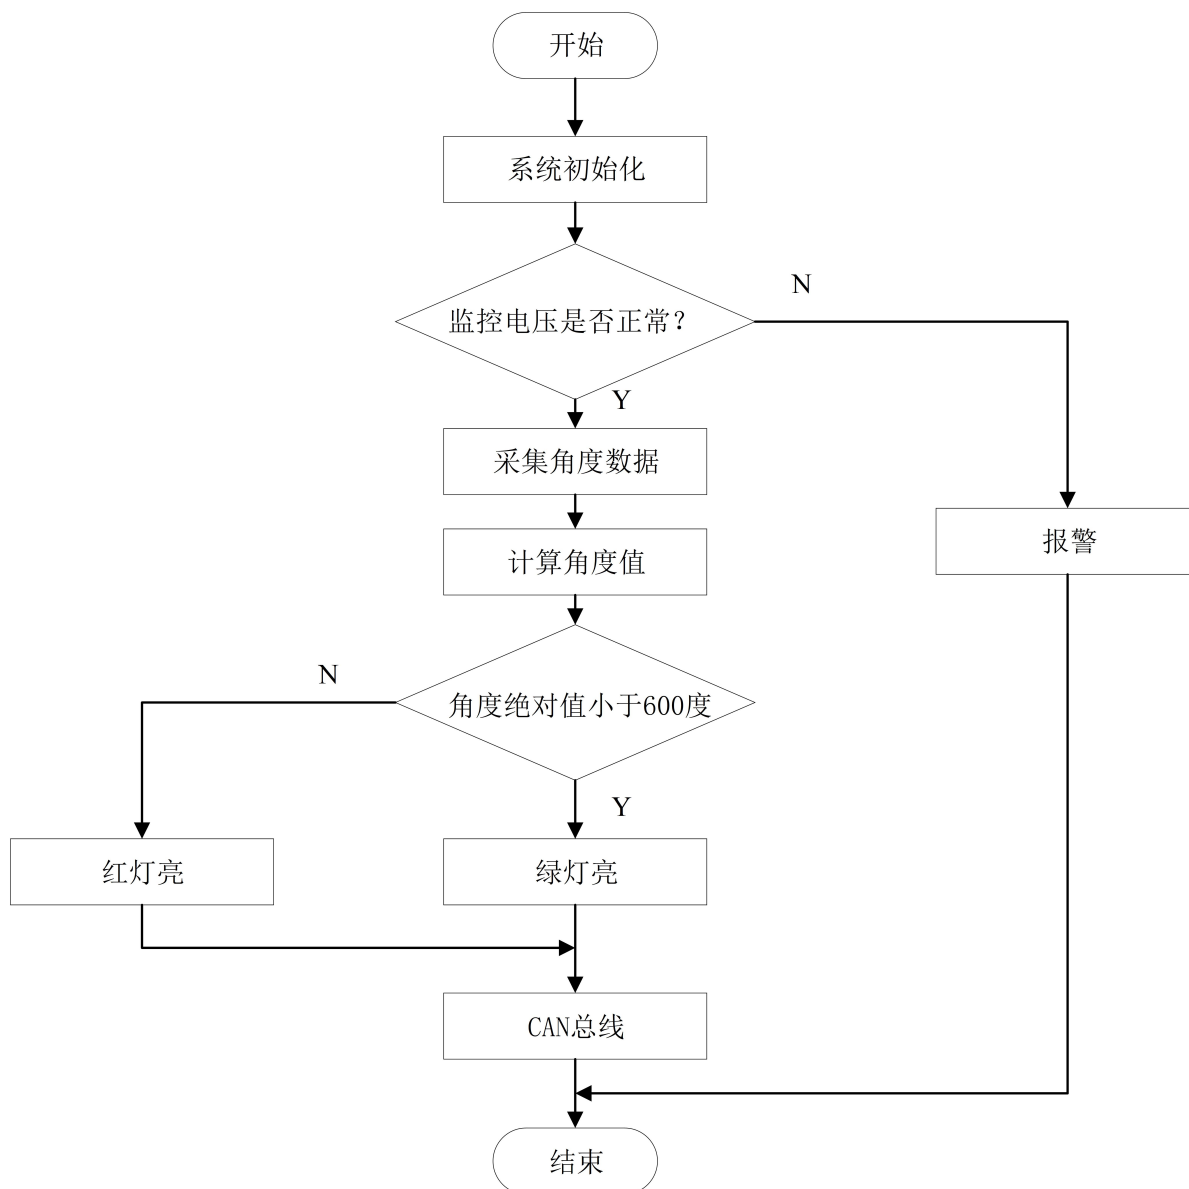 开始
系统初始化
N
监控电压是否正常?
Y
采集角度数据
报警
计算角度值
N
角度绝对值小于600度
Y
红灯亮
绿灯亮
CAN总线
结束